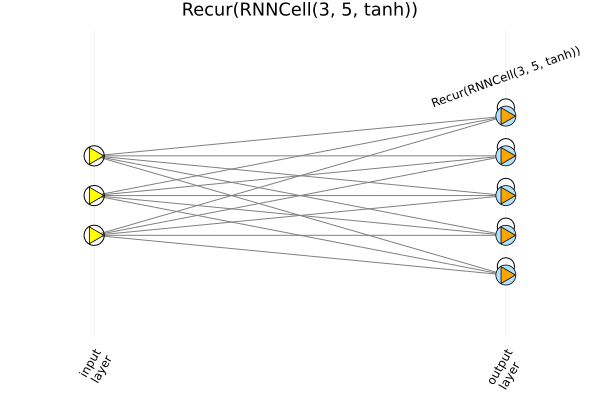 Recur(RNNCell(3, 5, tanh))
Recur(RNNCell(3, 5, tanh))
input
layer
output
layer